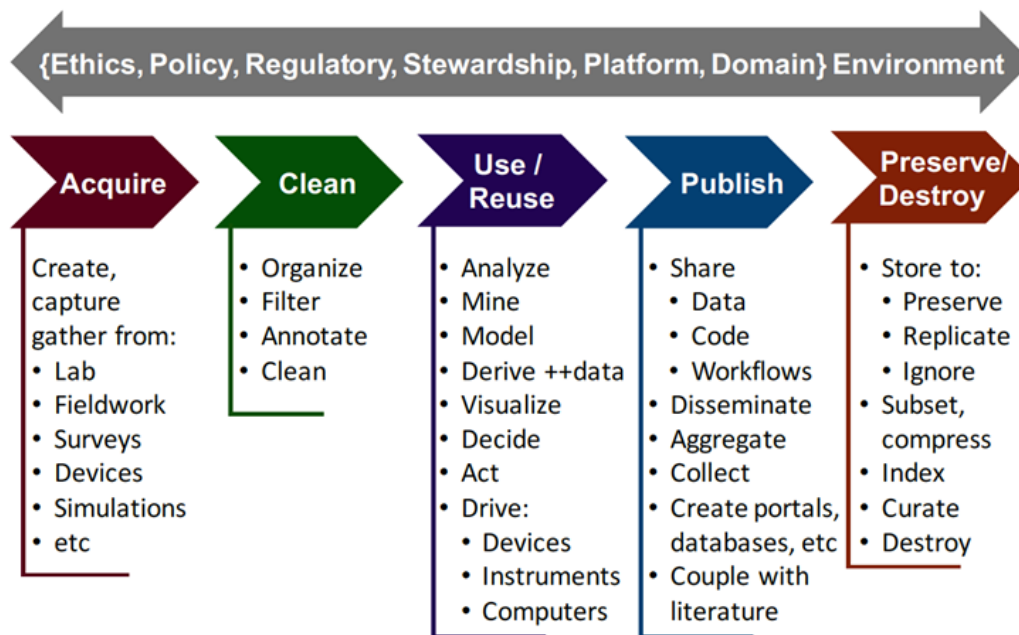 {Ethics, Policy, Regulatory, Stewardship, Platform, Domain} Environment
Acquire
Create,
capture
gather from:
• Lab
• Fieldwork
• Surveys
• Devices
• Simulations
• etc
Clean
• Organize
• Filter
• Annotate
• Clean
Use /
Reuse
• Analyze
• Mine
• Model
• Derive ++data
• Visualize
• Decide
• Act
• Drive:
• Devices
• Instruments
• Computers
Publish
• Share
• Data
• Code
• Workflows
• Disseminate
• Aggregate
• Collect
• Create portals,
databases, etc
• Couple with
literature
Preserve/
Destroy
• Store to:
• Preserve
• Replicate
• Ignore
• Subset,
compress
• Index
• Curate
• Destroy